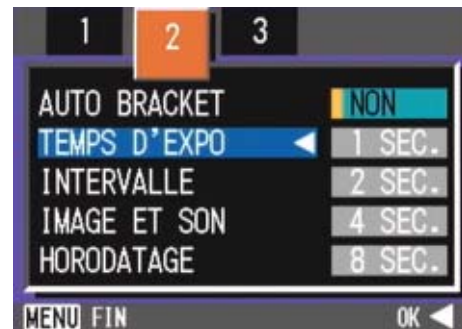 1 2 3
AUTO BRACKET NON
TEMPS D'EXPO ◀ 1 SEC.
INTERVALLE 2 SEC.
IMAGE ET SON 4 SEC.
HORODATAGE 8 SEC.
MENU FIN OK ◀